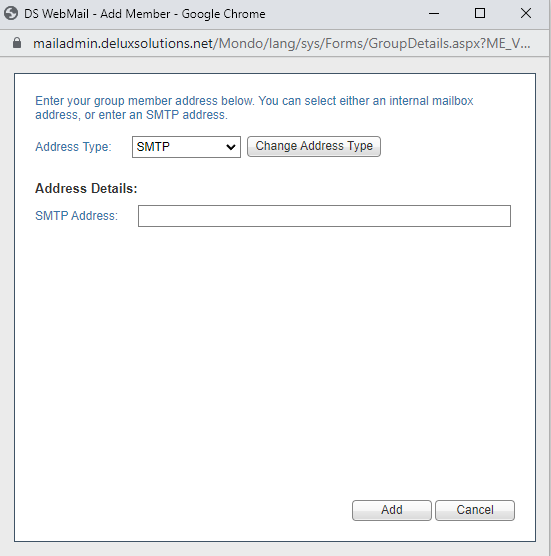 DS WebMail - Add Member - Google Chrome
mailadmin.deluxsolutions.net/Mondo/lang/sys/Forms/GroupDetails.aspx?ME_V...
Enter your group member address below. You can select either an internal mailbox
address, or enter an SMTP address.
Address Type: SMTP Change Address Type
Address Details:
SMTP Address:
Add Cancel